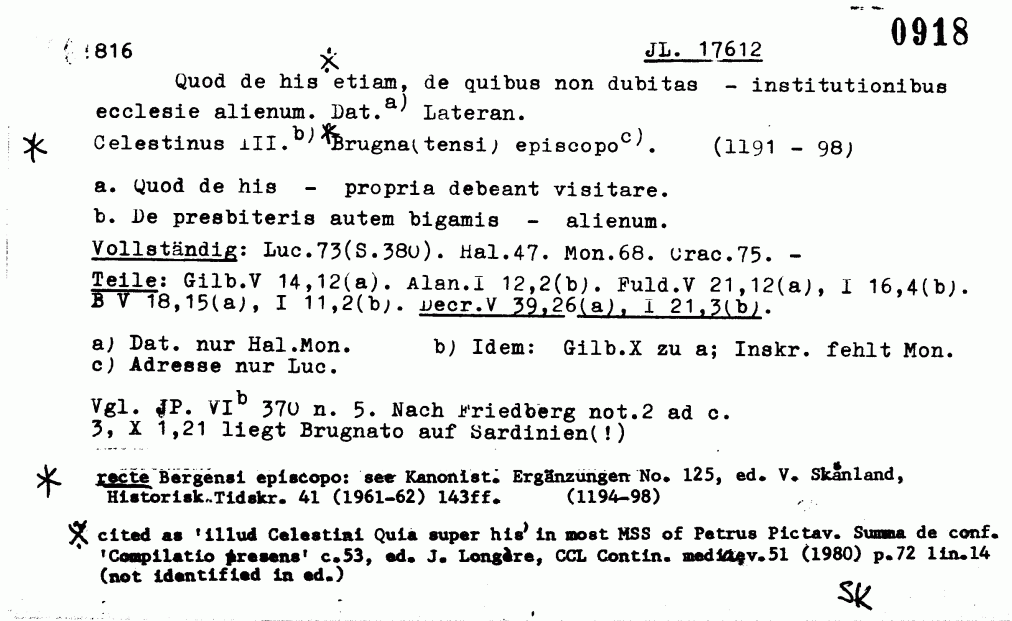 0918
816 JL. 17612
Quod de his etiam, de quibus non dubitas – institutionibus
ecclesie alienum. Dat.a) Lateran.
* Celestinus III.b) *Brugna(tensi) episcopo c). (1191 – 98)
a. Quod de his – propria debeant visitare.
b. De presbiteris autem bigamis – alienum.
Vollständig: Luc.73(S.380). Hal.47. Mon.68. Crac.75. –
Teile: Gilb.V 14,12(a). Alan.I 12,2(b). Fuld.V 21,12(a), I 16,4(b).
B V 18,15(a), I 11,2(b). Decr.V 39,26(a), I 21,3(b).
a) Dat. nur Hal.Mon. b) Idem: Gilb.X zu a; Inskr. fehlt Mon.
c) Adresse nur Luc.
Vgl. JP. VIb 370 n. 5. Nach Friedberg not.2 ad c.
3, X 1,21 liegt Brugnato auf Sardinien(!)
* recte Bergensi episcopo: see Kanonist. Ergänzungen No. 125, ed. V. Skånland,
Historisk Tidskr. 41 (1961-62) 143ff. (1194-98)
※ cited as 'illud Celestini Quia super his' in most MSS of Petrus Pictav. Summa de conf.
'Compilatio presens' c.53, ed. J. Longère, CCL Contin. mediaev.51 (1980) p.72 lin.14
(not identified in ed.)
SK